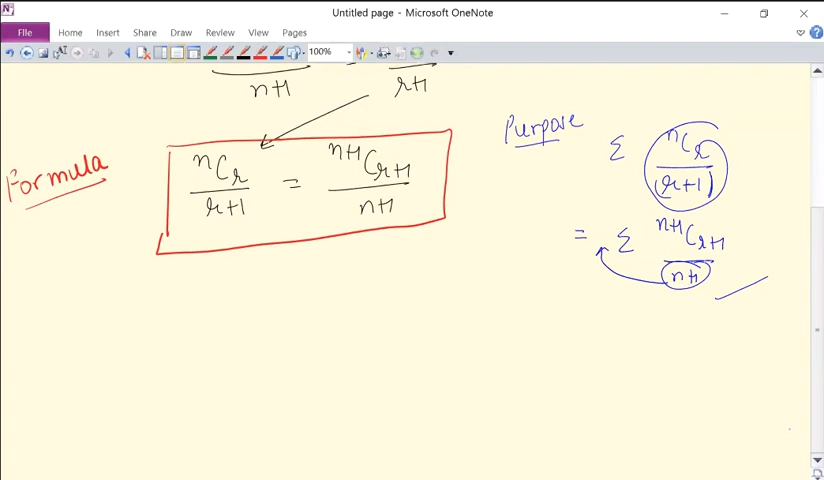 Untitled page - Microsoft OneNote
File Home Insert Share Draw Review View Pages
100%
n+1 = r+1
Formula
ⁿCᵣ / r+1 = ⁿ⁺¹Cᵣ₊₁ / n+1
Purpose
Σ ⁿCᵣ / (r+1)
= Σ ⁿ⁺¹Cᵣ₊₁ / n+1